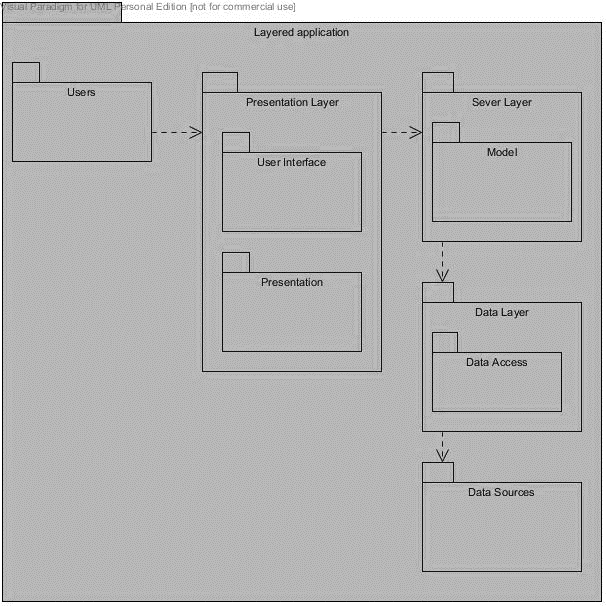 Visual Paradigm for UML Personal Edition [not for commercial use]
Layered application
Users
Presentation Layer
User Interface
Presentation
Sever Layer
Model
Data Layer
Data Access
Data Sources